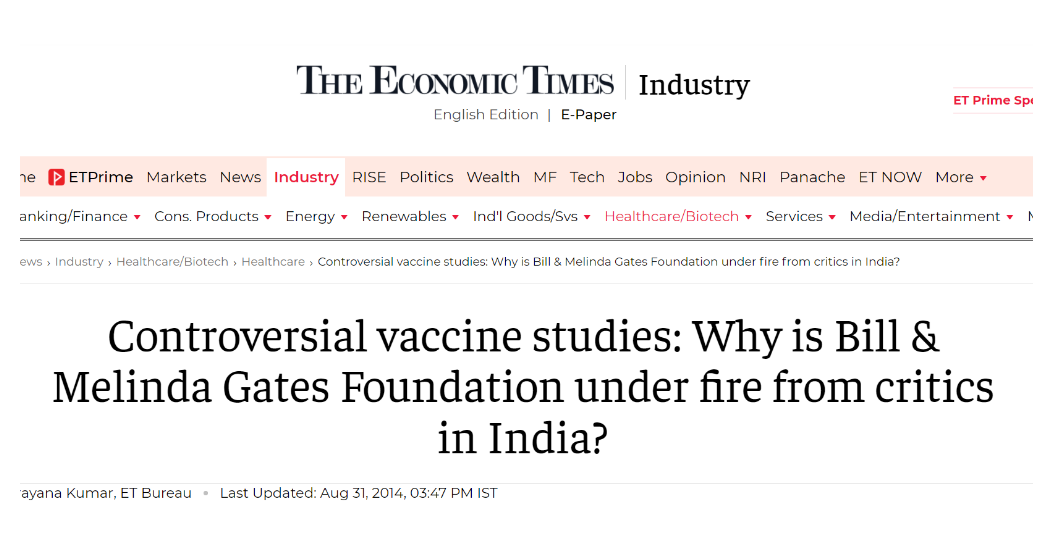 THE ECONOMIC TIMES | Industry
English Edition | E-Paper
ET Prime Spe
ne ETPrime Markets News Industry RISE Politics Wealth MF Tech Jobs Opinion NRI Panache ET NOW More
anking/Finance Cons. Products Energy Renewables Ind'l Goods/Svs Healthcare/Biotech Services Media/Entertainment
ews › Industry › Healthcare/Biotech › Healthcare › Controversial vaccine studies: Why is Bill & Melinda Gates Foundation under fire from critics in India?
Controversial vaccine studies: Why is Bill &
Melinda Gates Foundation under fire from critics
in India?
rayana Kumar, ET Bureau • Last Updated: Aug 31, 2014, 03:47 PM IST